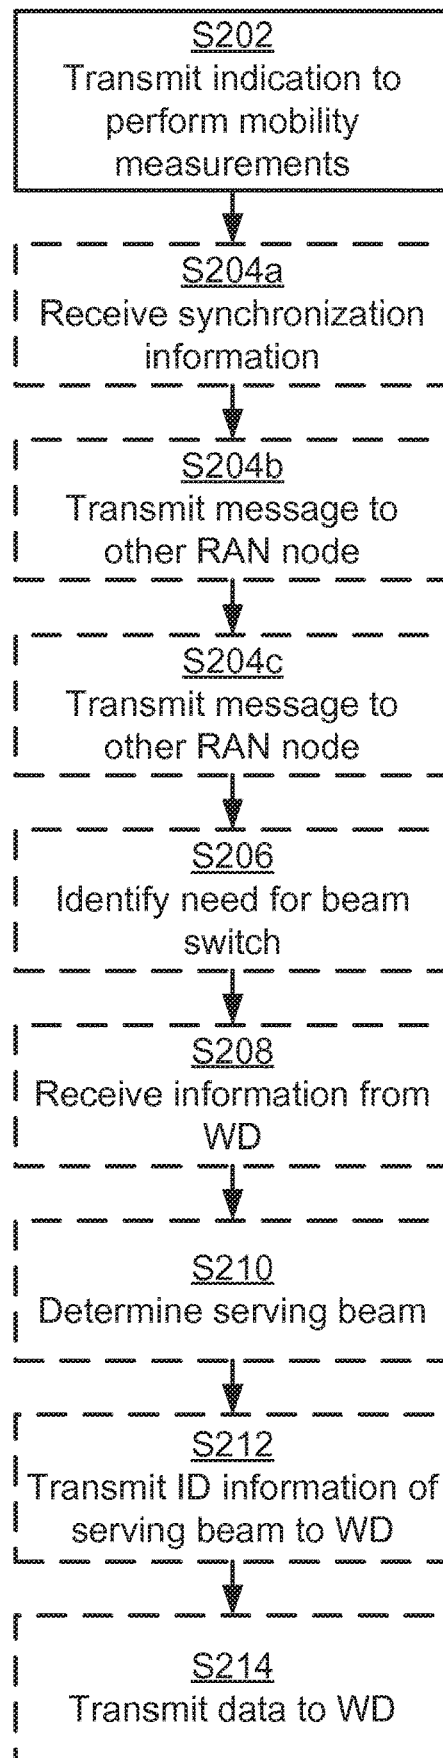 S202
Transmit indication to
perform mobility
measurements
S204a
Receive synchronization
information
S204b
Transmit message to
other RAN node
S204c
Transmit message to
other RAN node
S206
Identify need for beam
switch
S208
Receive information from
WD
S210
Determine serving beam
S212
Transmit ID information of
serving beam to WD
S214
Transmit data to WD